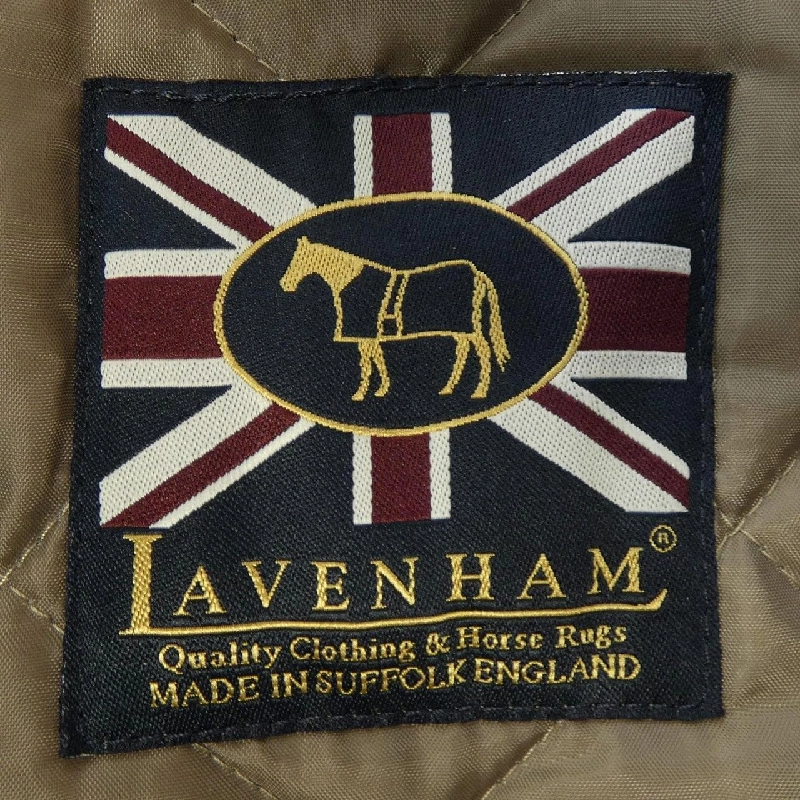 LAVENHAM®
Quality Clothing & Horse Rugs
MADE IN SUFFOLK ENGLAND